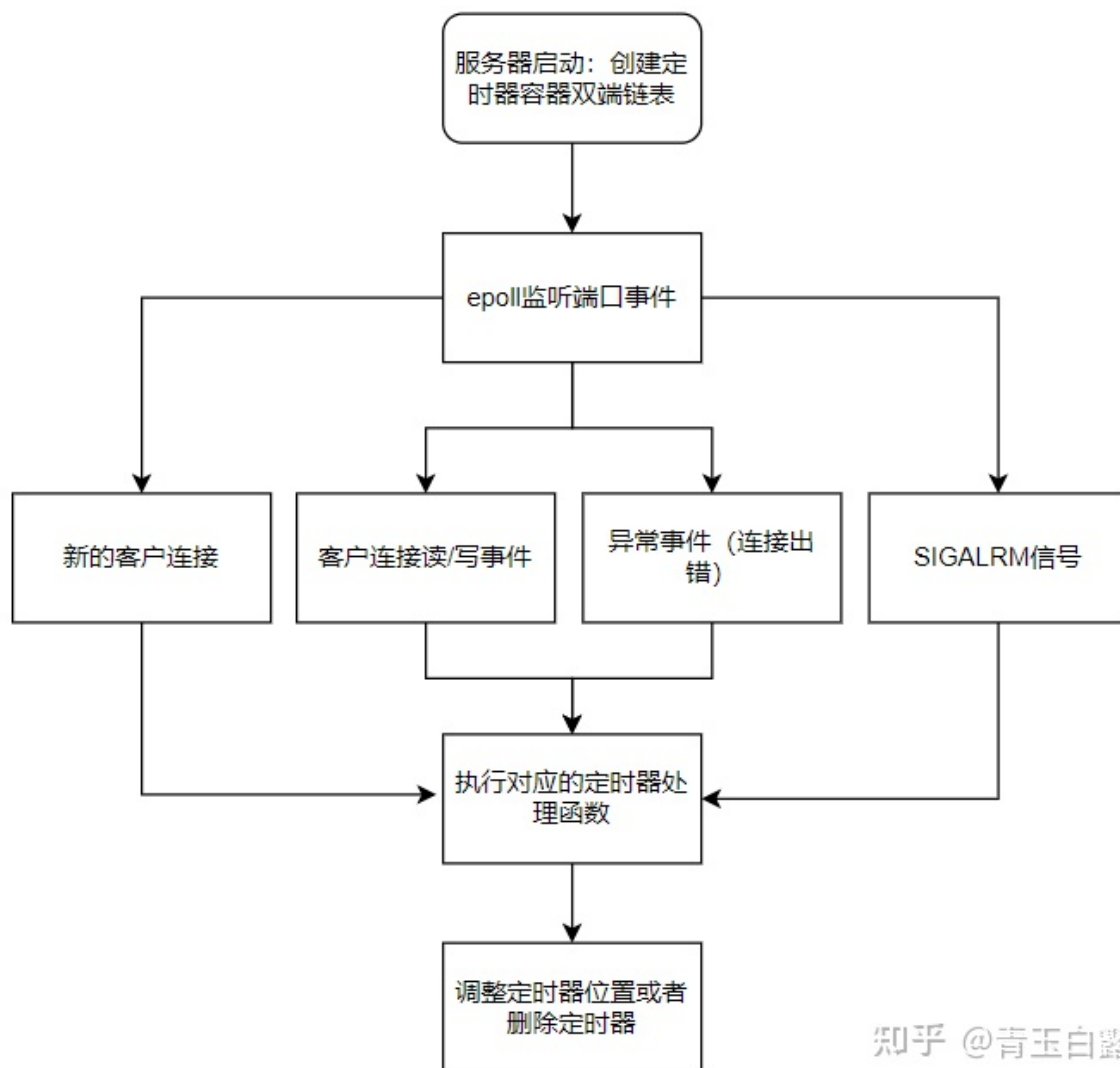 服务器启动：创建定
时器容器双端链表
epoll监听端口事件
新的客户连接
客户连接读/写事件
异常事件（连接出
错）
SIGALRM信号
执行对应的定时器处
理函数
调整定时器位置或者
删除定时器
知乎 @青玉白露